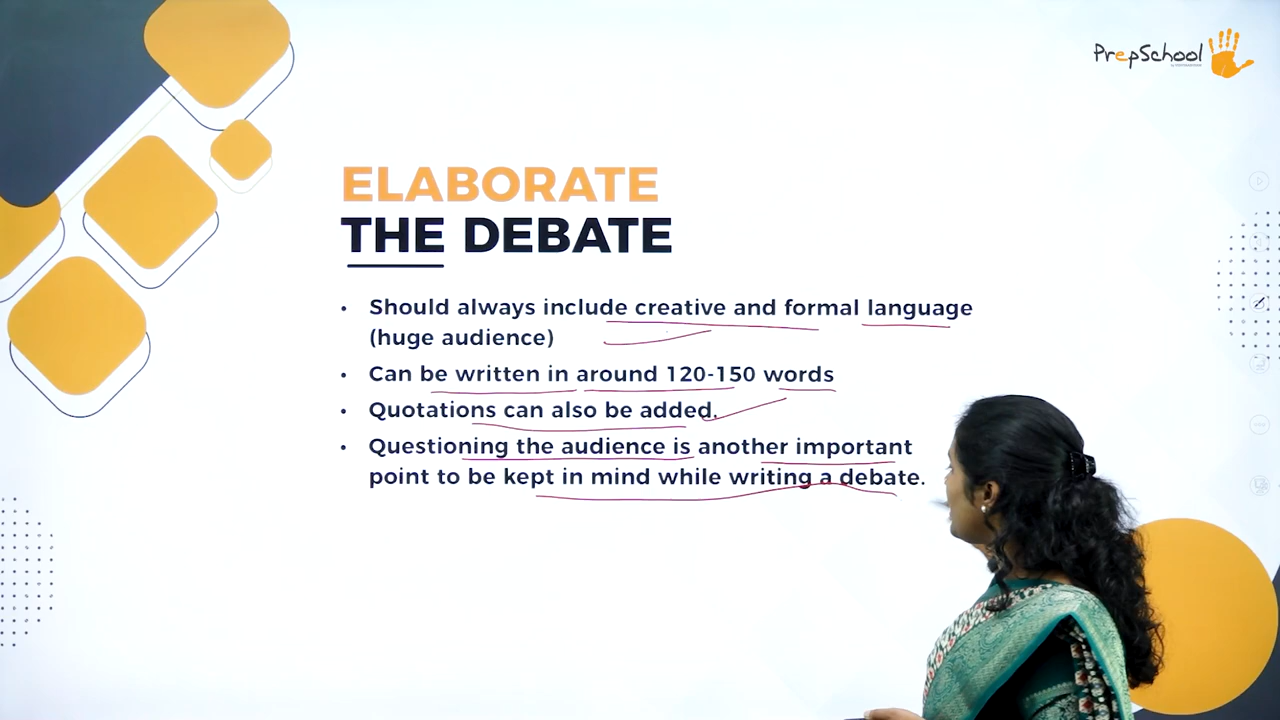 PrepSchool
ELABORATE
THE DEBATE
• Should always include creative and formal language
(huge audience)
• Can be written in around 120-150 words
• Quotations can also be added.
• Questioning the audience is another important
point to be kept in mind while writing a debate.